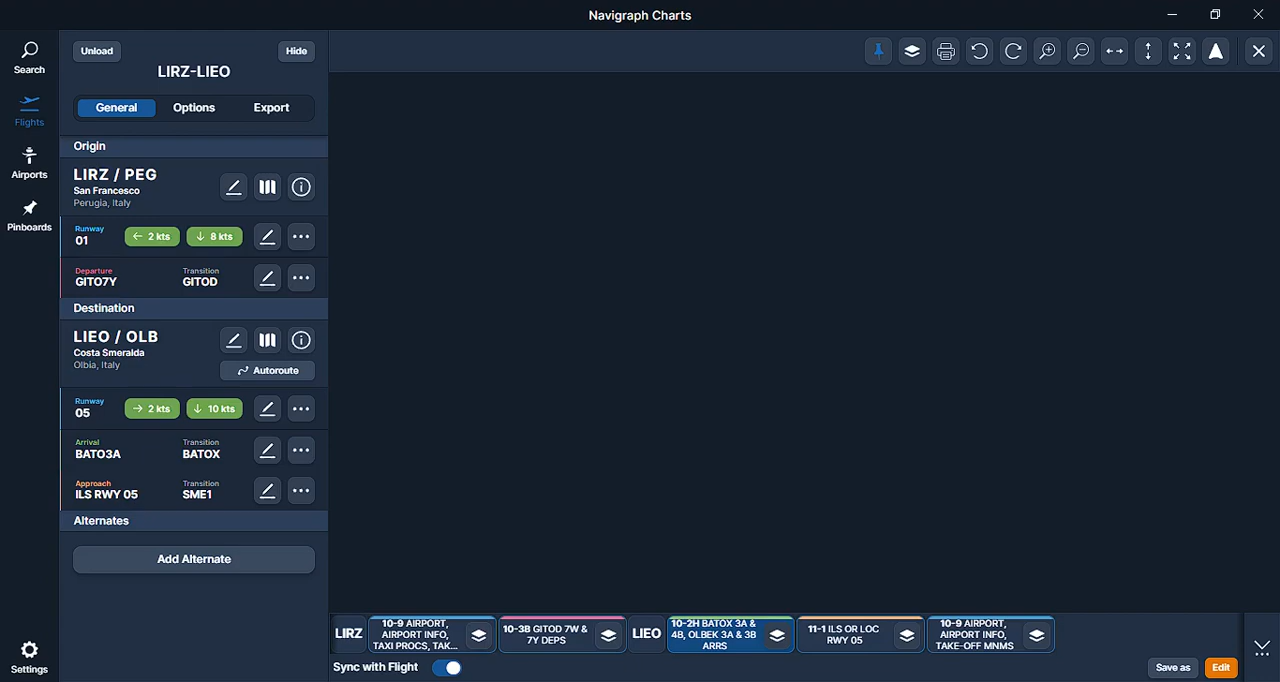 Navigraph Charts
Search
Flights
Airports
Pinboards
Settings
Unload
Hide
LIRZ-LIEO
General
Options
Export
Origin
LIRZ / PEG
San Francesco
Perugia, Italy
Runway
01
← 2 kts
↓ 8 kts
Departure
GITO7Y
Transition
GITOD
Destination
LIEO / OLB
Costa Smeralda
Olbia, Italy
Autoroute
Runway
05
→ 2 kts
↓ 10 kts
Arrival
BATO3A
Transition
BATOX
Approach
ILS RWY 05
Transition
SME1
Alternates
Add Alternate
LIRZ
10-9 AIRPORT,
AIRPORT INFO,
TAXI PROCS, TAK...
10-3B GITOD 7W &
7Y DEPS
LIEO
10-2H BATOX 3A &
4B, OLBEK 3A & 3B
ARRS
11-1 ILS OR LOC
RWY 05
10-9 AIRPORT,
AIRPORT INFO,
TAKE-OFF MNMS
Sync with Flight
Save as
Edit